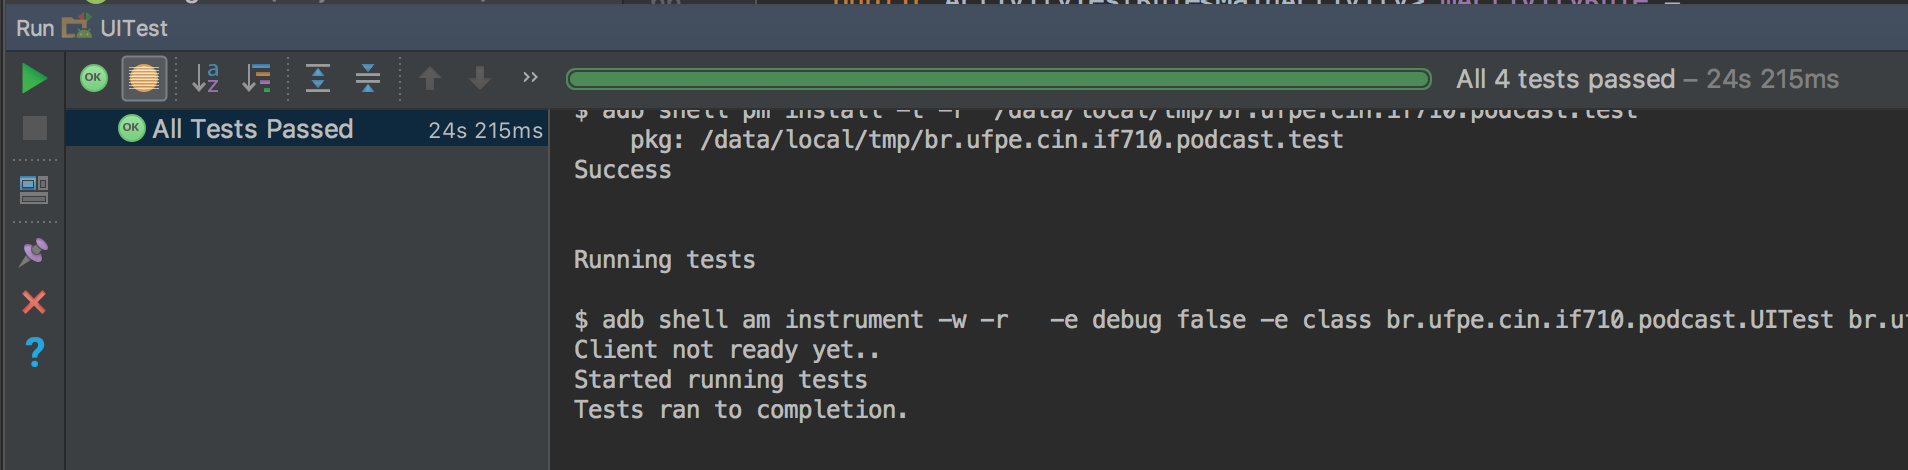 Run UITest
OK
a
z
»
All 4 tests passed – 24s 215ms
OK All Tests Passed 24s 215ms
$ adb shell pm install -t -r "/data/local/tmp/br.ufpe.cin.if710.podcast.test"
pkg: /data/local/tmp/br.ufpe.cin.if710.podcast.test
Success
Running tests
$ adb shell am instrument -w -r   -e debug false -e class br.ufpe.cin.if710.podcast.UITest
Client not ready yet..
Started running tests
Tests ran to completion.
?